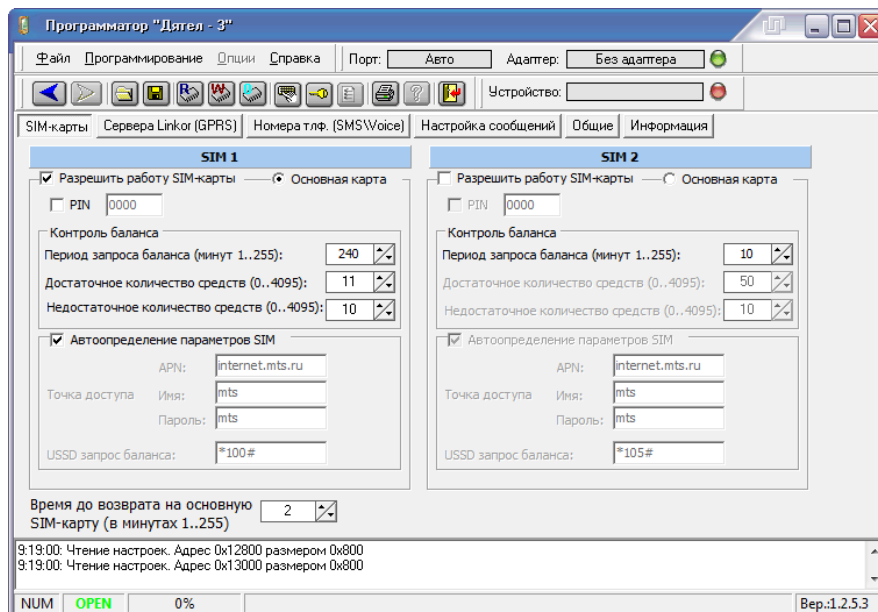 Программатор "Дятел - 3"
Файл Программирование Опции Справка Порт: Авто Адаптер: Без адаптера
Устройство:
SIM-карты Сервера Linkor (GPRS) Номера тлф. (SMS\Voice) Настройка сообщений Общие Информация
SIM 1 SIM 2
Разрешить работу SIM-карты Основная карта Разрешить работу SIM-карты Основная карта
PIN 0000 PIN 0000
Контроль баланса Контроль баланса
Период запроса баланса (минут 1..255): 240 Период запроса баланса (минут 1..255): 10
Достаточное количество средств (0..4095): 11 Достаточное количество средств (0..4095): 50
Недостаточное количество средств (0..4095): 10 Недостаточное количество средств (0..4095): 10
Автоопределение параметров SIM Автоопределение параметров SIM
APN: internet.mts.ru APN: internet.mts.ru
Точка доступа Имя: mts Точка доступа Имя: mts
Пароль: mts Пароль: mts
USSD запрос баланса: *100# USSD запрос баланса: *105#
Время до возврата на основную
SIM-карту (в минутах 1..255) 2
9:19:00: Чтение настроек. Адрес 0x12800 размером 0x800
9:19:00: Чтение настроек. Адрес 0x13000 размером 0x800
NUM OPEN 0% Вер.:1.2.5.3